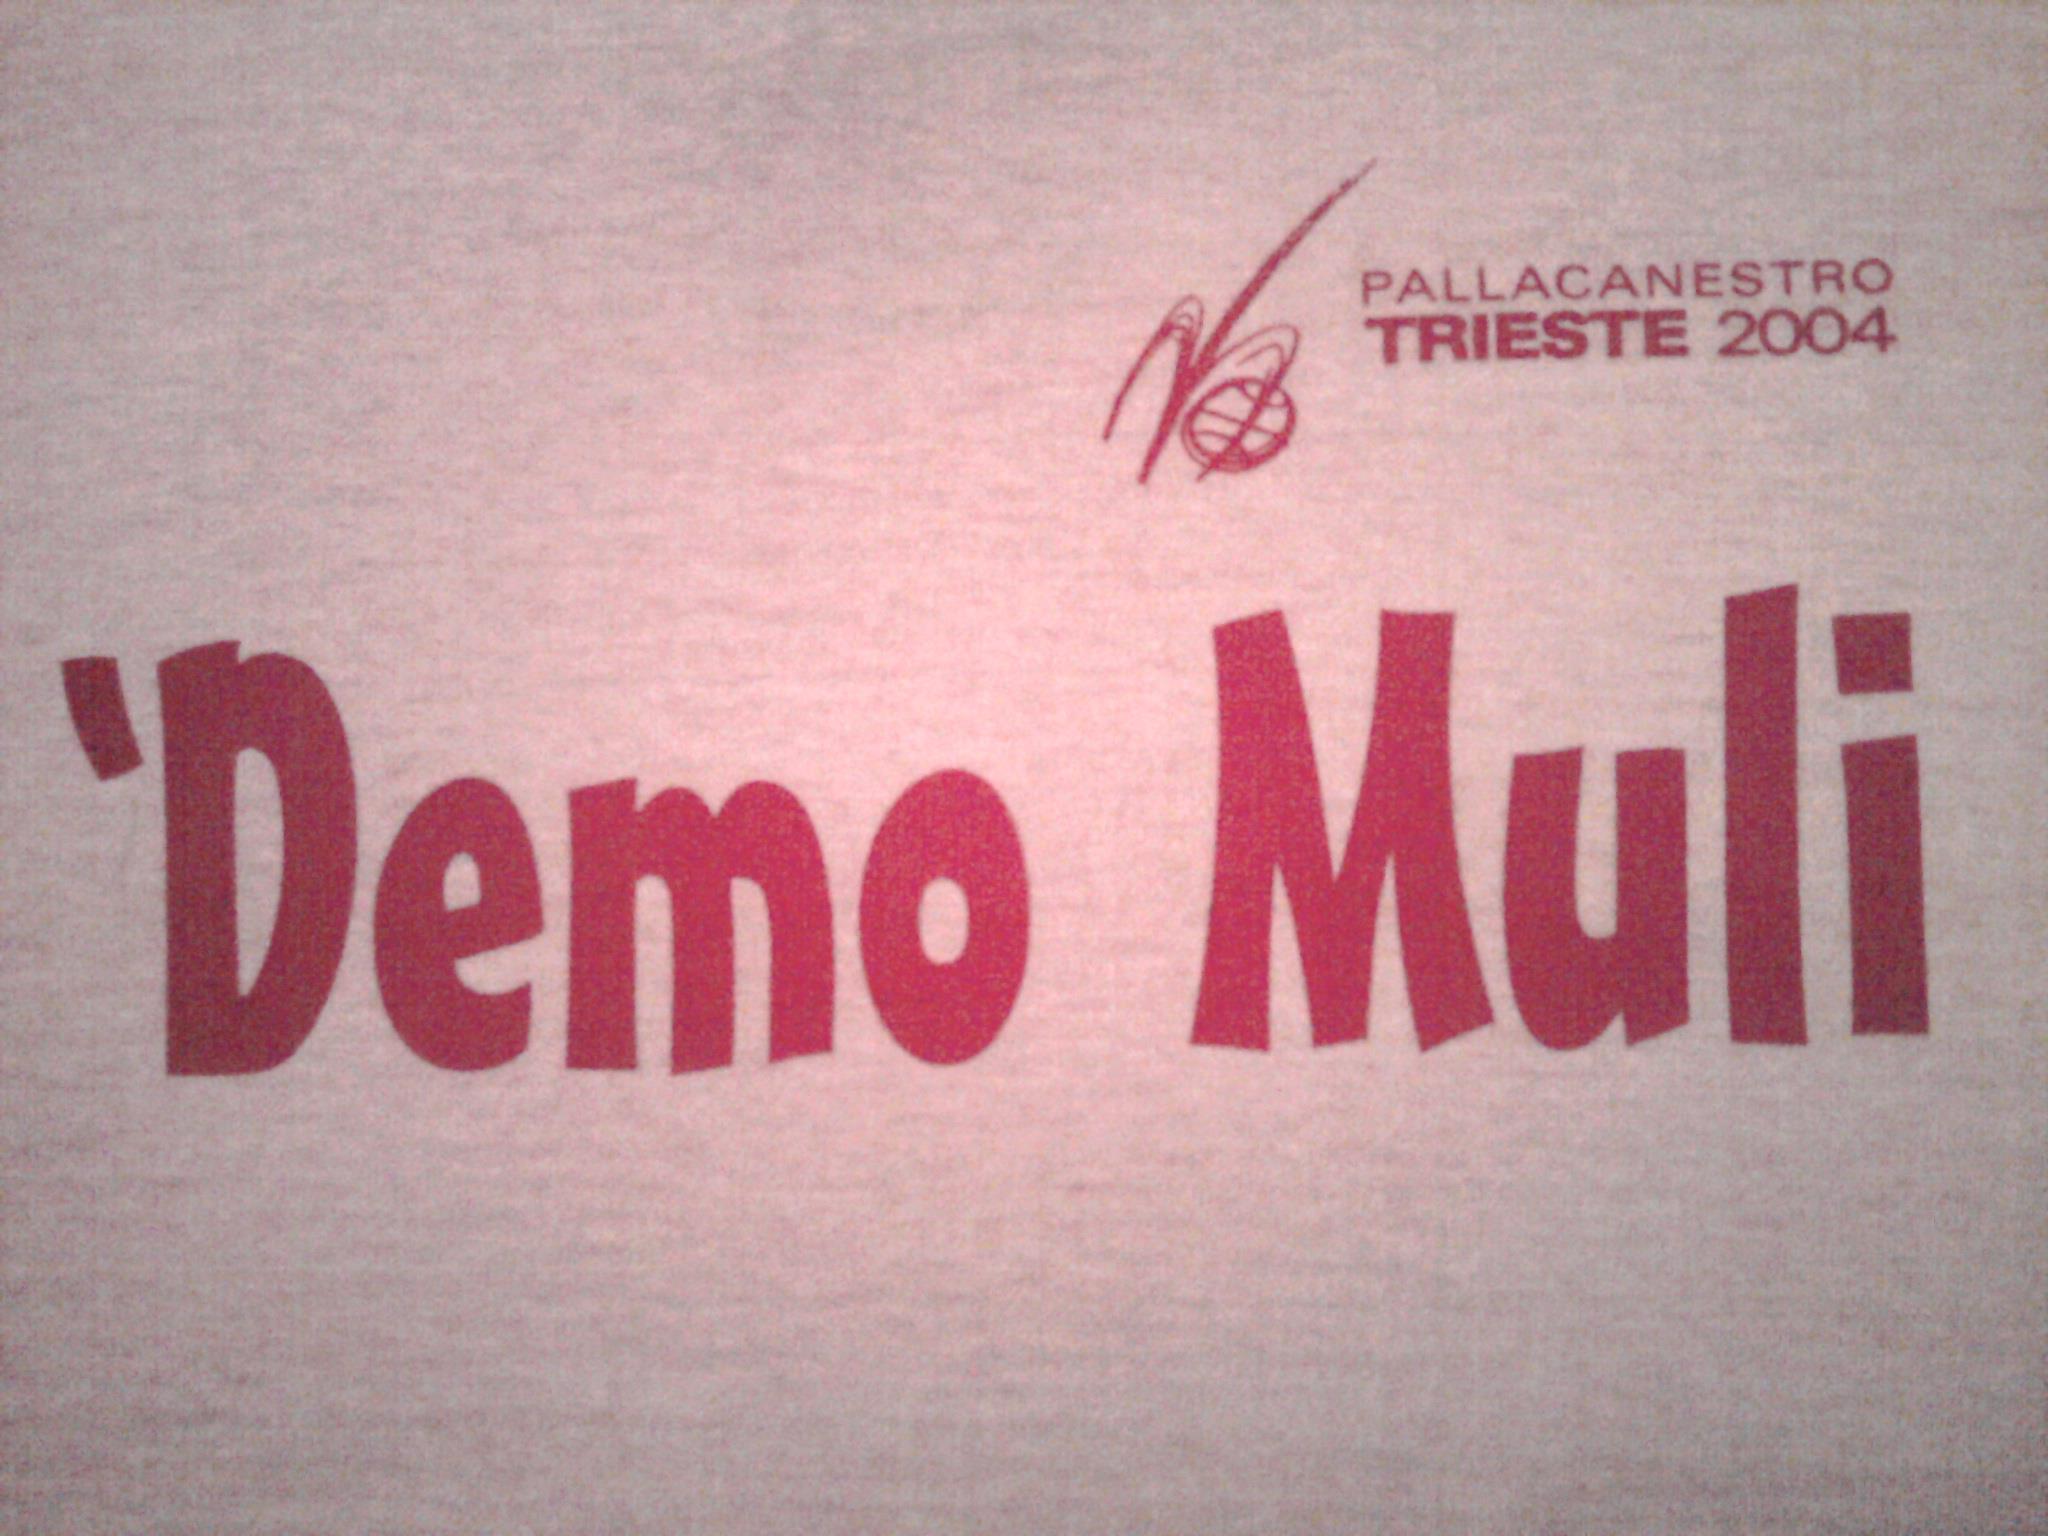 PALLACANESTRO
TRIESTE 2004
‛Demo Muli